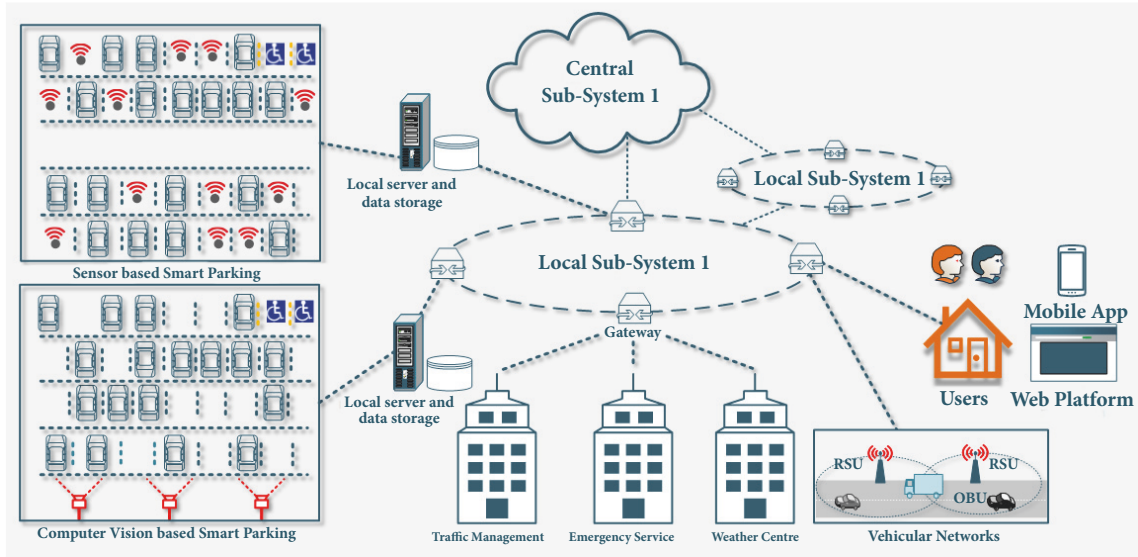 Central
Sub-System 1
Local Sub-System 1
Local server and
data storage
Sensor based Smart Parking
Local Sub-System 1
Gateway
Mobile App
Users
Web Platform
Local server and
data storage
RSU
RSU
OBU
Computer Vision based Smart Parking
Traffic Management
Emergency Service
Weather Centre
Vehicular Networks